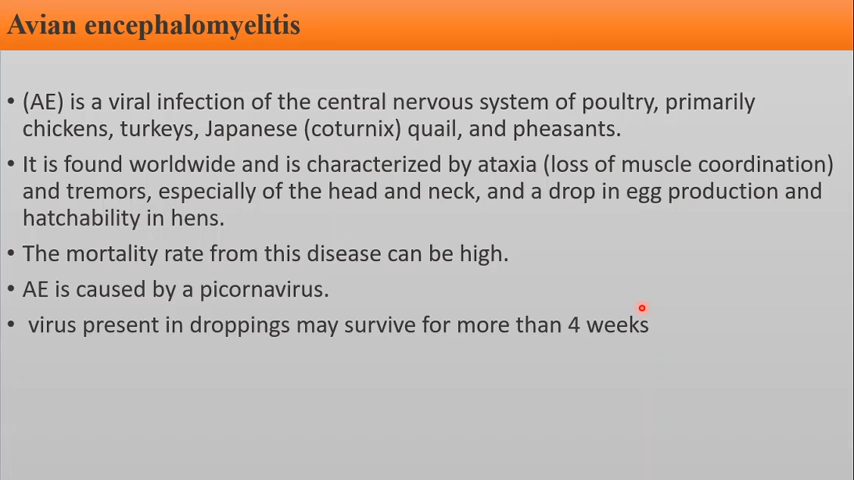 Avian encephalomyelitis
• (AE) is a viral infection of the central nervous system of poultry, primarily
chickens, turkeys, Japanese (coturnix) quail, and pheasants.
• It is found worldwide and is characterized by ataxia (loss of muscle coordination)
and tremors, especially of the head and neck, and a drop in egg production and
hatchability in hens.
• The mortality rate from this disease can be high.
• AE is caused by a picornavirus.
• virus present in droppings may survive for more than 4 weeks